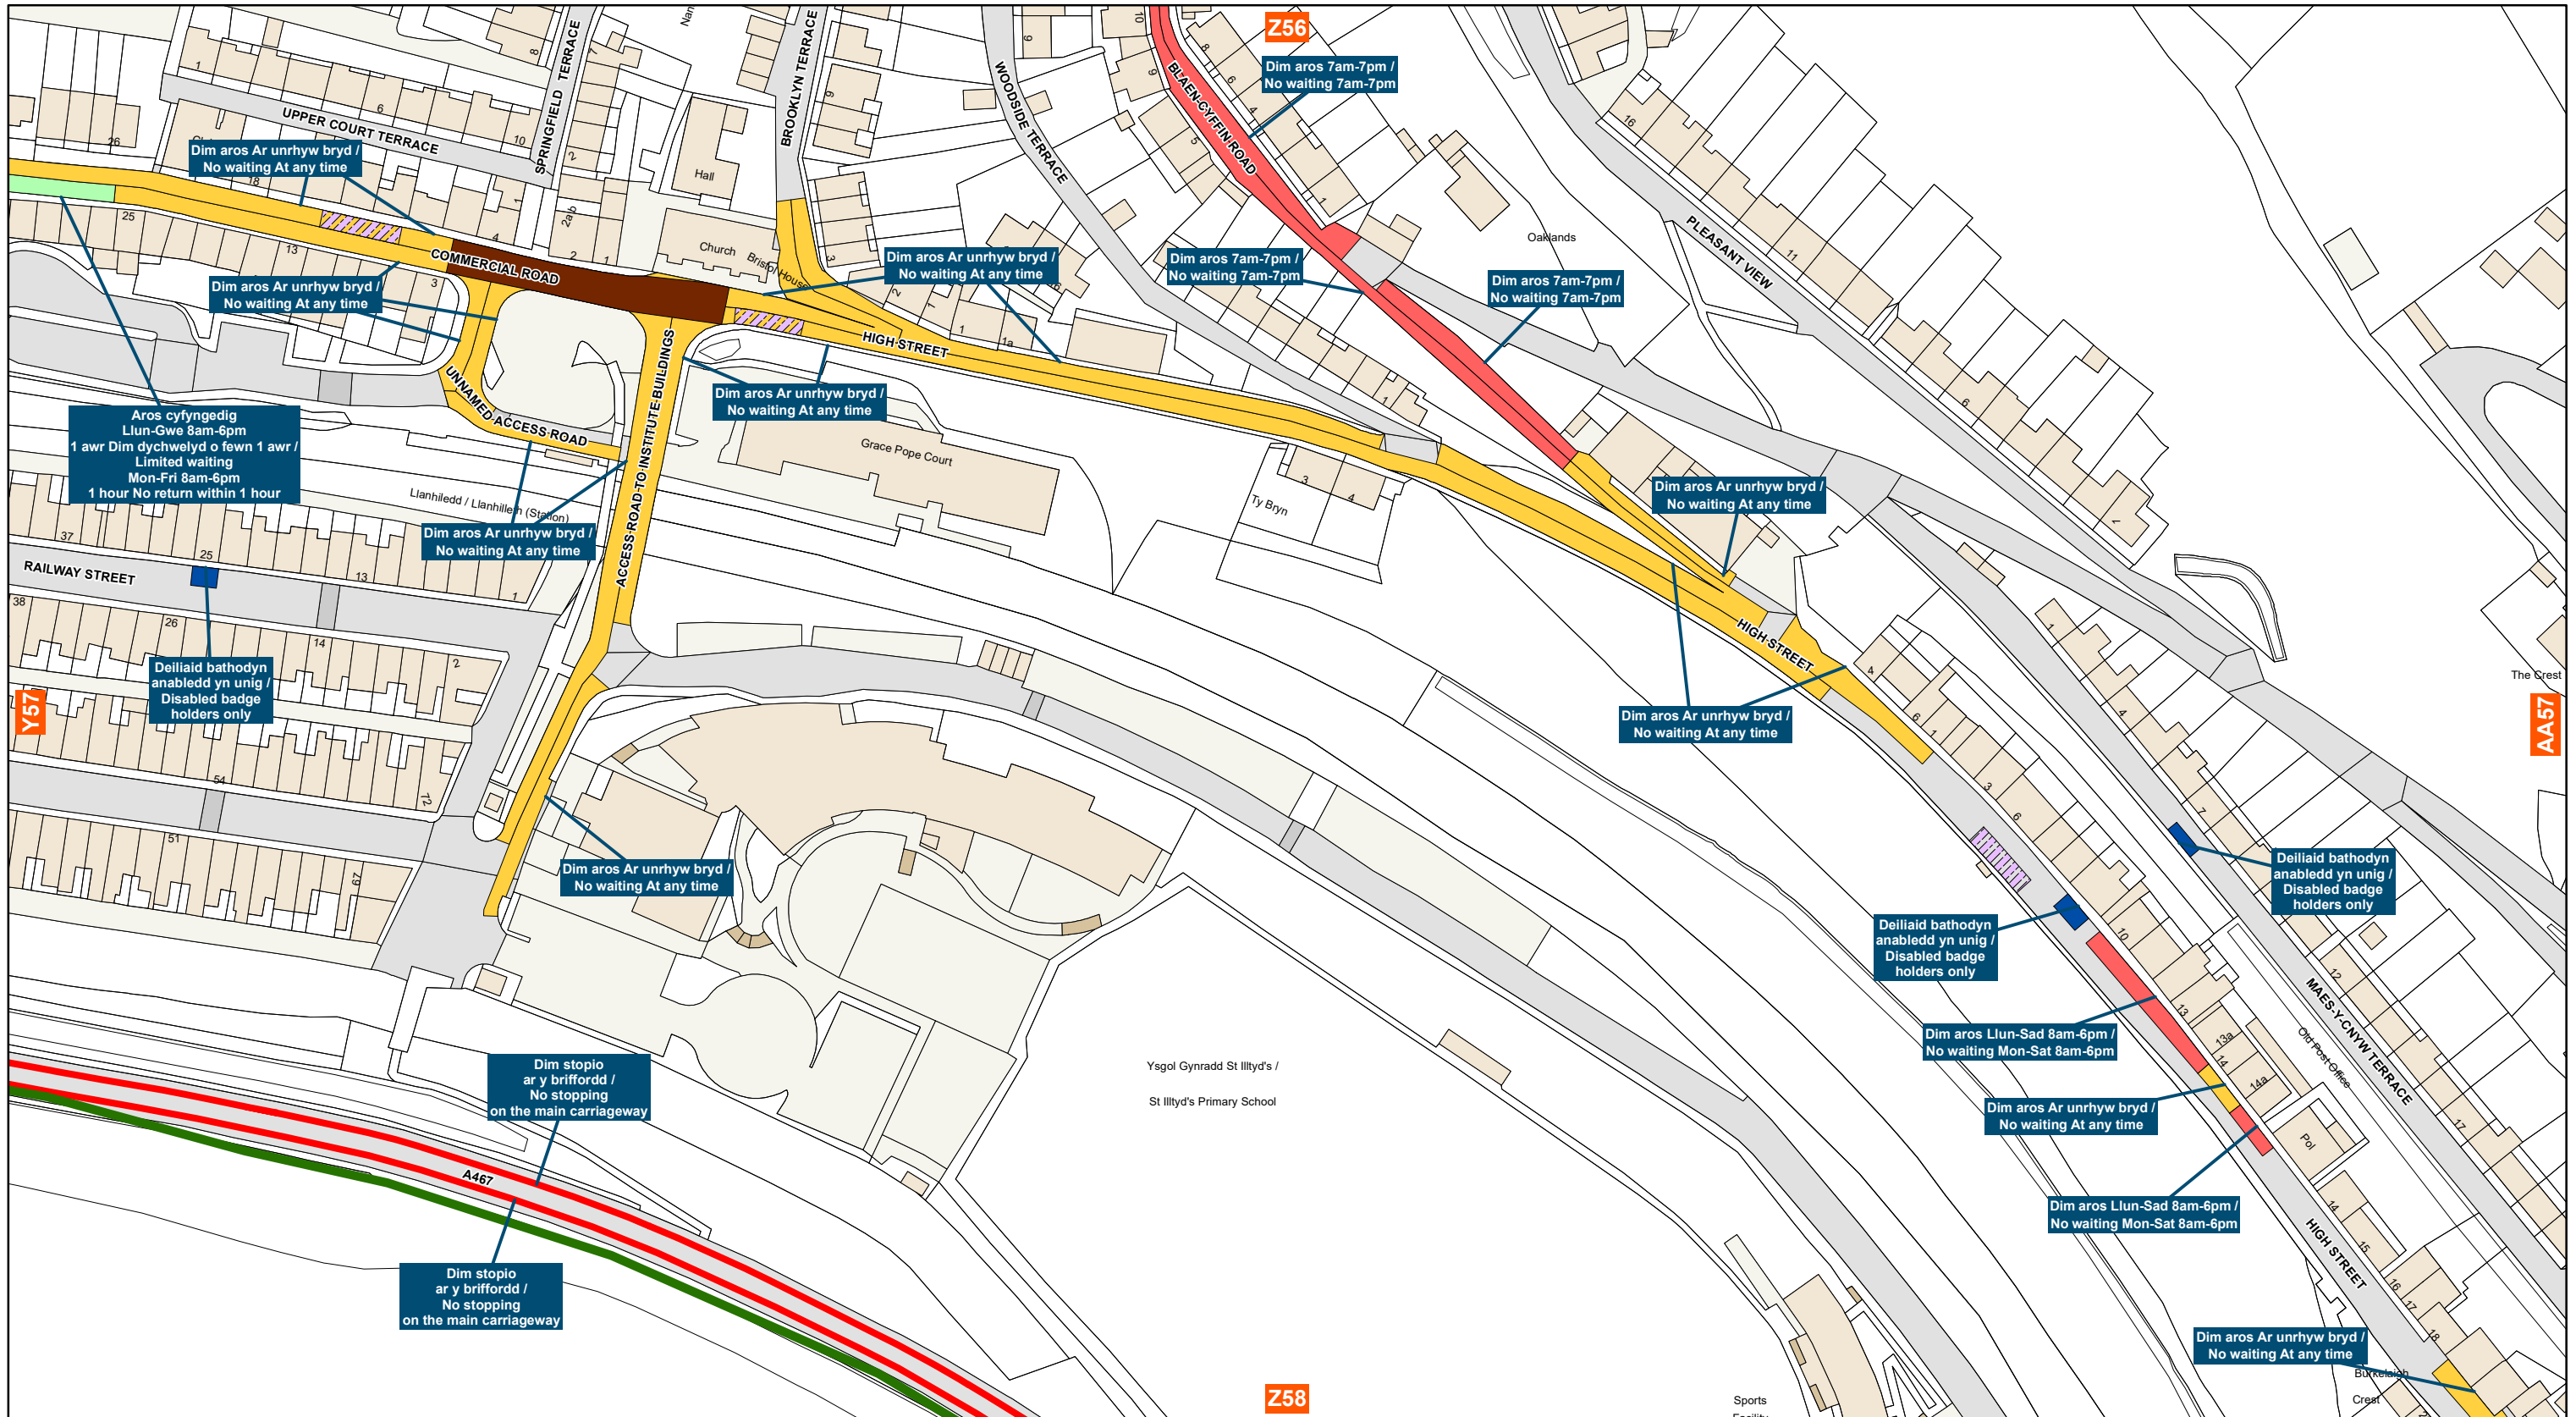 Z56
Dim aros 7am-7pm /
No waiting 7am-7pm
SPRINGFIELD TERRACE
BROOKLYN TERRACE
WOODSIDE TERRACE
BLAEN-CYFFIN ROAD
UPPER COURT TERRACE
Dim aros Ar unrhyw bryd /
No waiting At any time
Hall
Church
Bristol House
COMMERCIAL ROAD
Dim aros Ar unrhyw bryd /
No waiting At any time
Dim aros Ar unrhyw bryd /
No waiting At any time
Dim aros 7am-7pm /
No waiting 7am-7pm
Oaklands
Dim aros 7am-7pm /
No waiting 7am-7pm
PLEASANT VIEW
HIGH STREET
UNNAMED ACCESS ROAD
ACCESS ROAD TO INSTITUTE BUILDINGS
Dim aros Ar unrhyw bryd /
No waiting At any time
Aros cyfyngedig
Llun-Gwe 8am-6pm
1 awr Dim dychwelyd o fewn 1 awr /
Limited waiting
Mon-Fri 8am-6pm
1 hour No return within 1 hour
Grace Pope Court
Ty Bryn
Llanhiledd / Llanhilleth (Station)
Dim aros Ar unrhyw bryd /
No waiting At any time
Dim aros Ar unrhyw bryd /
No waiting At any time
RAILWAY STREET
Deiliaid bathodyn
anabledd yn unig /
Disabled badge
holders only
HIGH STREET
Dim aros Ar unrhyw bryd /
No waiting At any time
The Crest
Y57
AA57
Dim aros Ar unrhyw bryd /
No waiting At any time
Deiliaid bathodyn
anabledd yn unig /
Disabled badge
holders only
Deiliaid bathodyn
anabledd yn unig /
Disabled badge
holders only
MAES-Y-CNYW TERRACE
Old Post Office
Dim aros Llun-Sad 8am-6pm /
No waiting Mon-Sat 8am-6pm
Dim stopio
ar y briffordd /
No stopping
on the main carriageway
Ysgol Gynradd St Illtyd's /
St Illtyd's Primary School
Dim aros Ar unrhyw bryd /
No waiting At any time
Pol
A467
Dim aros Llun-Sad 8am-6pm /
No waiting Mon-Sat 8am-6pm
HIGH STREET
Dim stopio
ar y briffordd /
No stopping
on the main carriageway
Dim aros Ar unrhyw bryd /
No waiting At any time
Burkeleigh
Crest
Z58
Sports